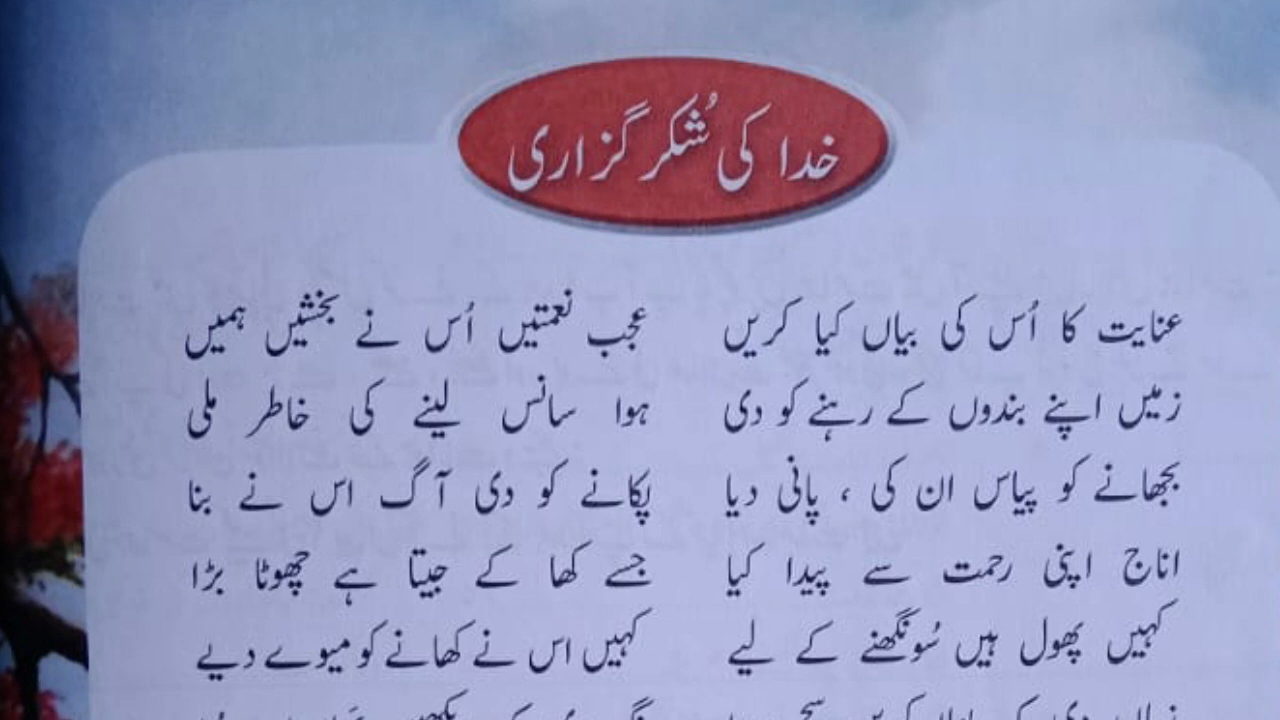 خدا کی شُکر گزاری
عنایت کا اُس کی بیاں کیا کریں عجب نعمتیں اُس نے بخشیں ہمیں
زمیں اپنے بندوں کے رہنے کو دی ہوا سانس لینے کی خاطر ملی
بجھانے کو پیاس ان کی ، پانی دیا پکانے کو دی آگ اس نے بنا
اناج اپنی رحمت سے پیدا کیا جسے کھا کے جیتا ہے چھوٹا بڑا
کہیں پھول ہیں سُونگھنے کے لیے کہیں اس نے کھانے کو میوے دیے